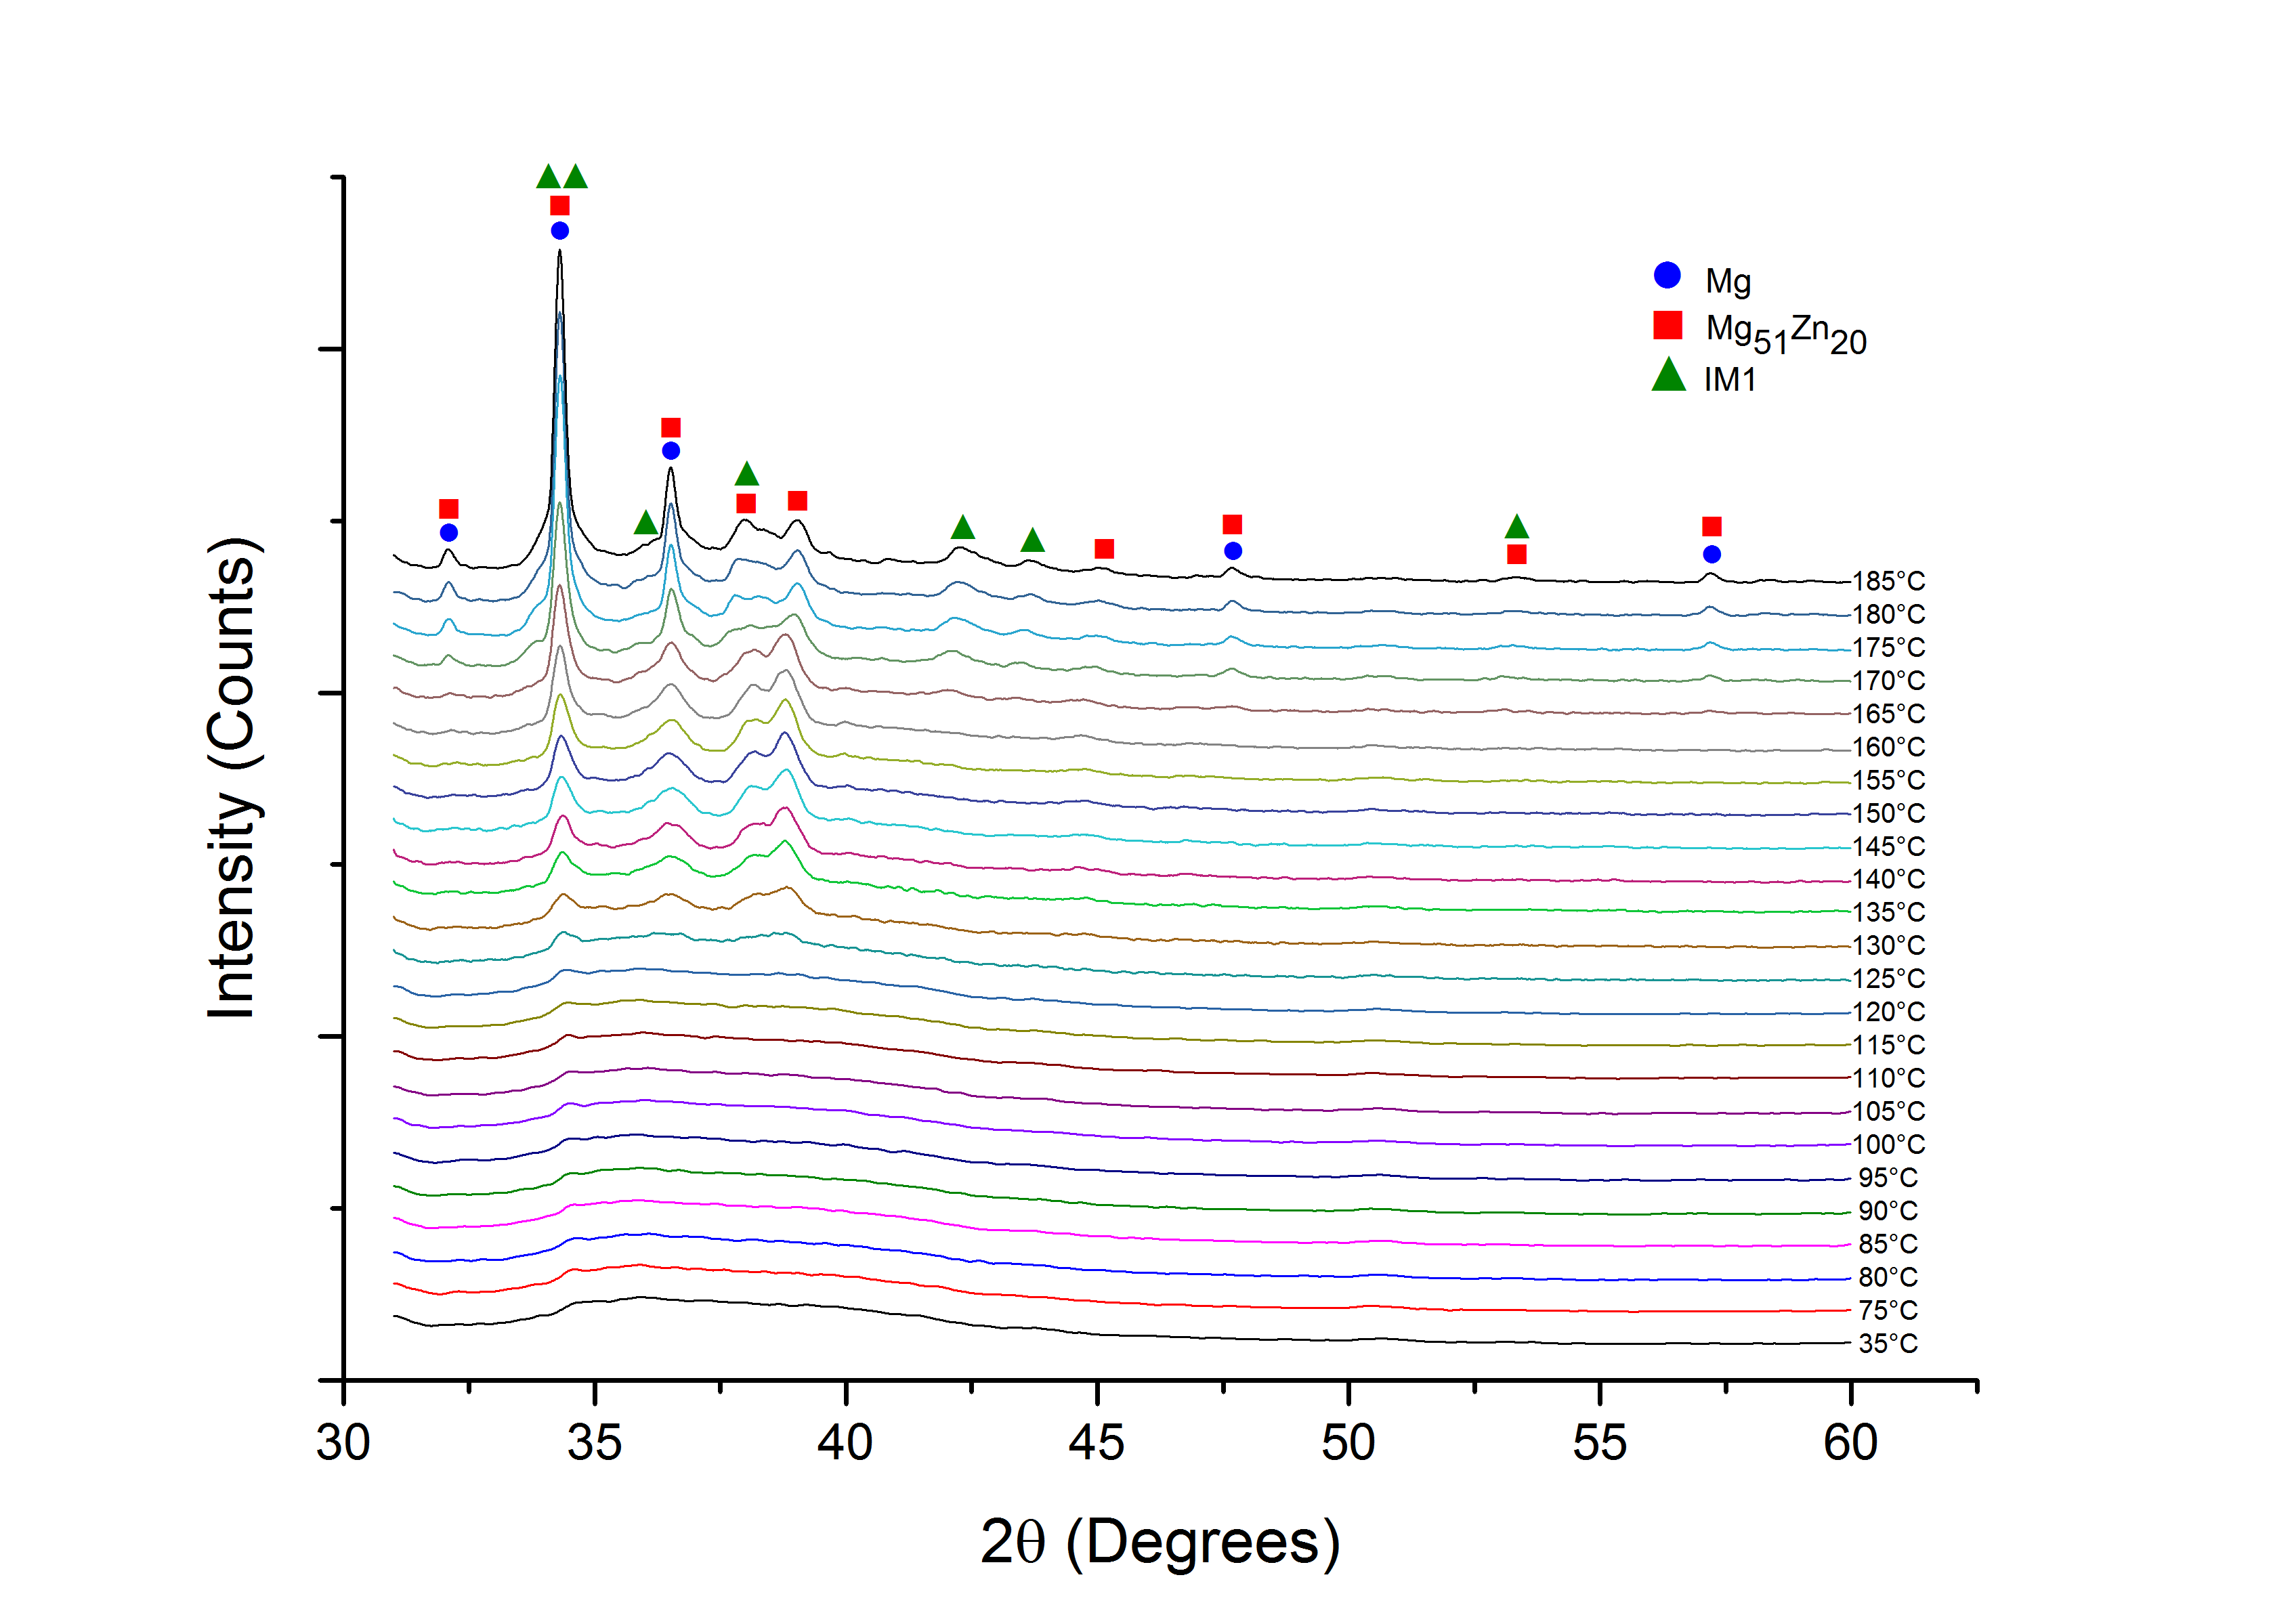 Mg
Mg51Zn20
IM1
Intensity (Counts)
185°C
180°C
175°C
170°C
165°C
160°C
155°C
150°C
145°C
140°C
135°C
130°C
125°C
120°C
115°C
110°C
105°C
100°C
95°C
90°C
85°C
80°C
75°C
35°C
30 35 40 45 50 55 60
2θ (Degrees)